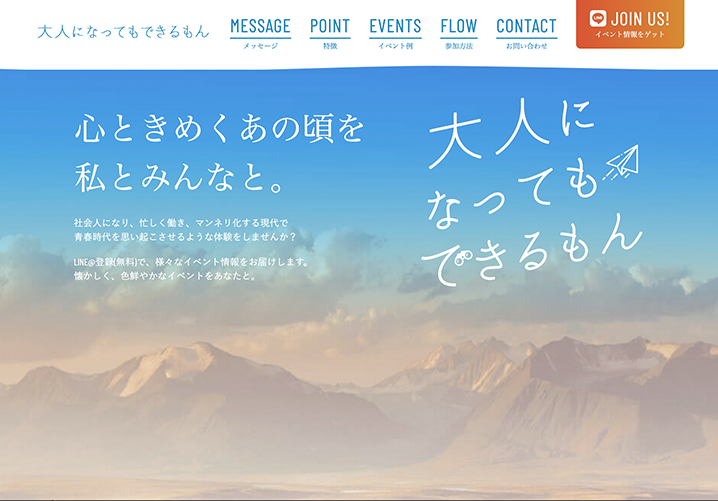 大人になってもできるもん
MESSAGE
メッセージ
POINT
特徴
EVENTS
イベント例
FLOW
参加方法
CONTACT
お問い合わせ
LINE
JOIN US!
イベント情報をゲット
心ときめくあの頃を
私とみんなと。
社会人になり、忙しく働き、マンネリ化する現代で
青春時代を思い起こさせるような体験をしませんか？
LINE@登録(無料)で、様々なイベント情報をお届けします。
懐かしく、色鮮やかなイベントをあなたと。
大人に
なっても
できるもん